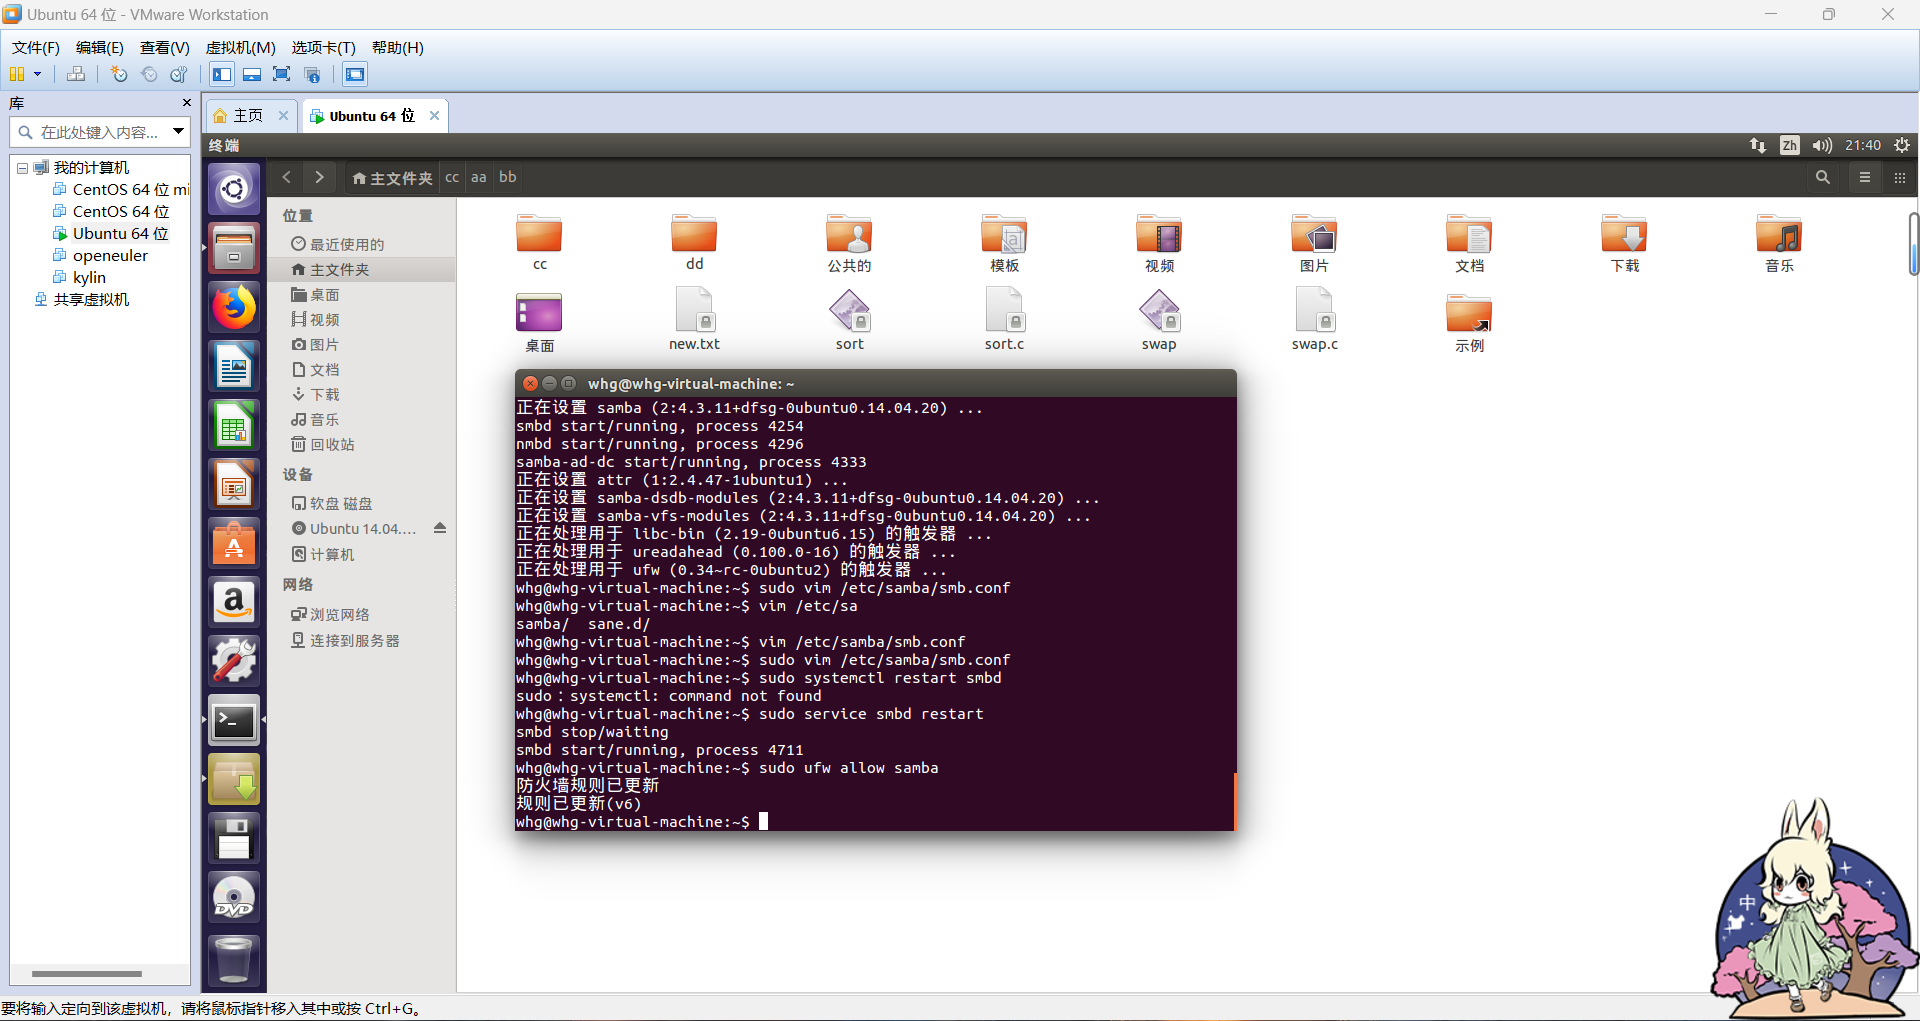 Ubuntu 64 位 - VMware Workstation
文件(F) 编辑(E) 查看(V) 虚拟机(M) 选项卡(T) 帮助(H)
库
在此处键入内容...
我的计算机
CentOS 64 位 mi
CentOS 64 位
Ubuntu 64 位
openeuler
kylin
共享虚拟机
主页
Ubuntu 64 位
终端
Zh
21:40
主文件夹 cc aa bb
位置
最近使用的
主文件夹
桌面
视频
图片
文档
下载
音乐
回收站
设备
软盘 磁盘
Ubuntu 14.04....
计算机
网络
浏览网络
连接到服务器
cc dd 公共的 模板 视频 图片 文档 下载 音乐
桌面 new.txt sort sort.c swap swap.c 示例
whg@whg-virtual-machine: ~
正在设置 samba (2:4.3.11+dfsg-0ubuntu0.14.04.20) ...
smbd start/running, process 4254
nmbd start/running, process 4296
samba-ad-dc start/running, process 4333
正在设置 attr (1:2.4.47-1ubuntu1) ...
正在设置 samba-dsdb-modules (2:4.3.11+dfsg-0ubuntu0.14.04.20) ...
正在设置 samba-vfs-modules (2:4.3.11+dfsg-0ubuntu0.14.04.20) ...
正在处理用于 libc-bin (2.19-0ubuntu6.15) 的触发器 ...
正在处理用于 ureadahead (0.100.0-16) 的触发器 ...
正在处理用于 ufw (0.34~rc-0ubuntu2) 的触发器 ...
whg@whg-virtual-machine:~$ sudo vim /etc/samba/smb.conf
whg@whg-virtual-machine:~$ vim /etc/sa
samba/  sane.d/
whg@whg-virtual-machine:~$ vim /etc/samba/smb.conf
whg@whg-virtual-machine:~$ sudo vim /etc/samba/smb.conf
whg@whg-virtual-machine:~$ sudo systemctl restart smbd
sudo：systemctl: command not found
whg@whg-virtual-machine:~$ sudo service smbd restart
smbd stop/waiting
smbd start/running, process 4711
whg@whg-virtual-machine:~$ sudo ufw allow samba
防火墙规则已更新
规则已更新(v6)
whg@whg-virtual-machine:~$
a
DVD
中
要将输入定向到该虚拟机，请将鼠标指针移入其中或按 Ctrl+G。